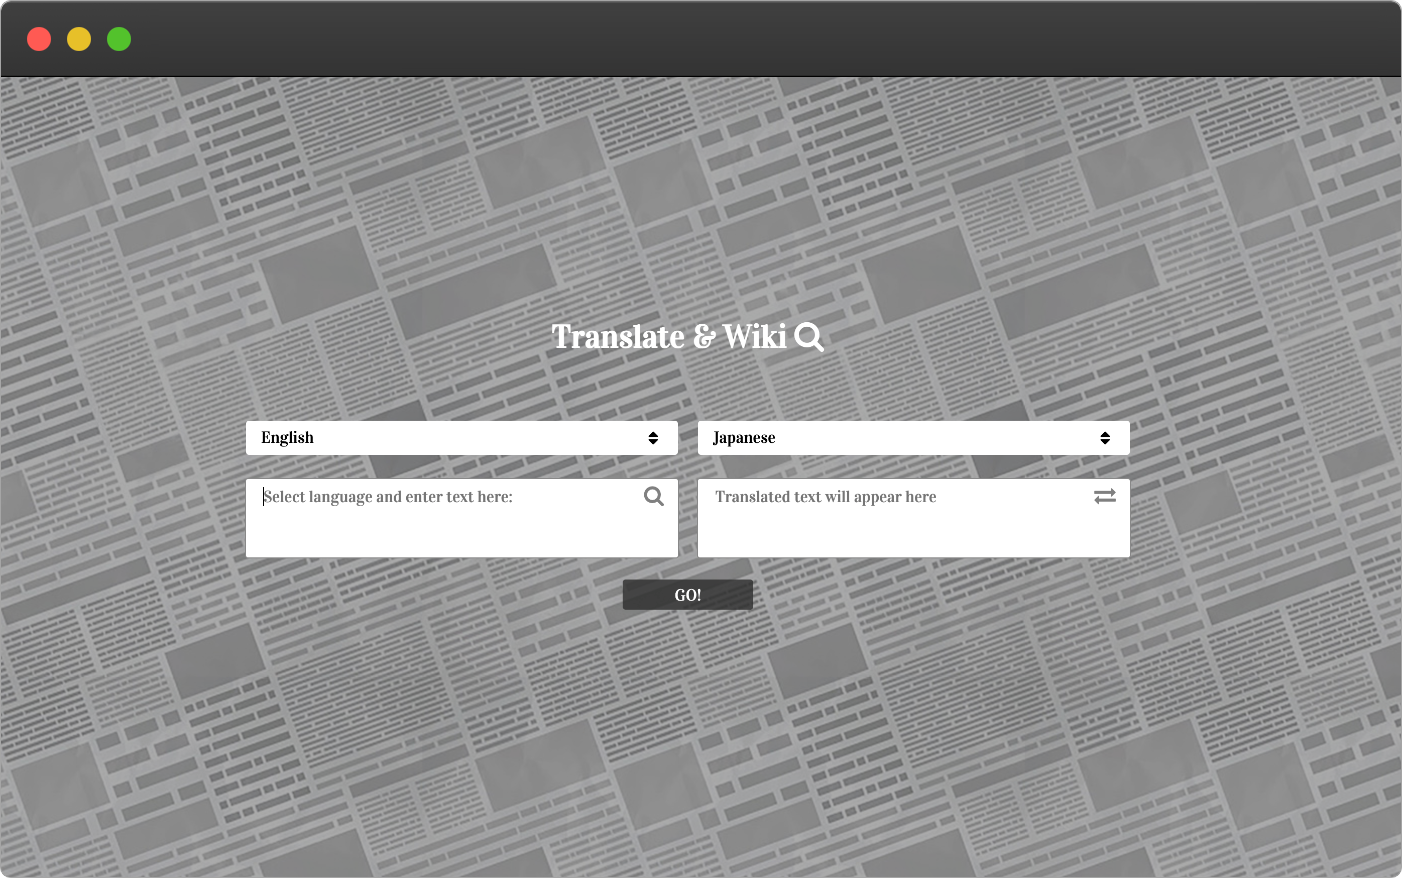 Translate & Wiki
English
Japanese
Select language and enter text here:
Translated text will appear here
GO!